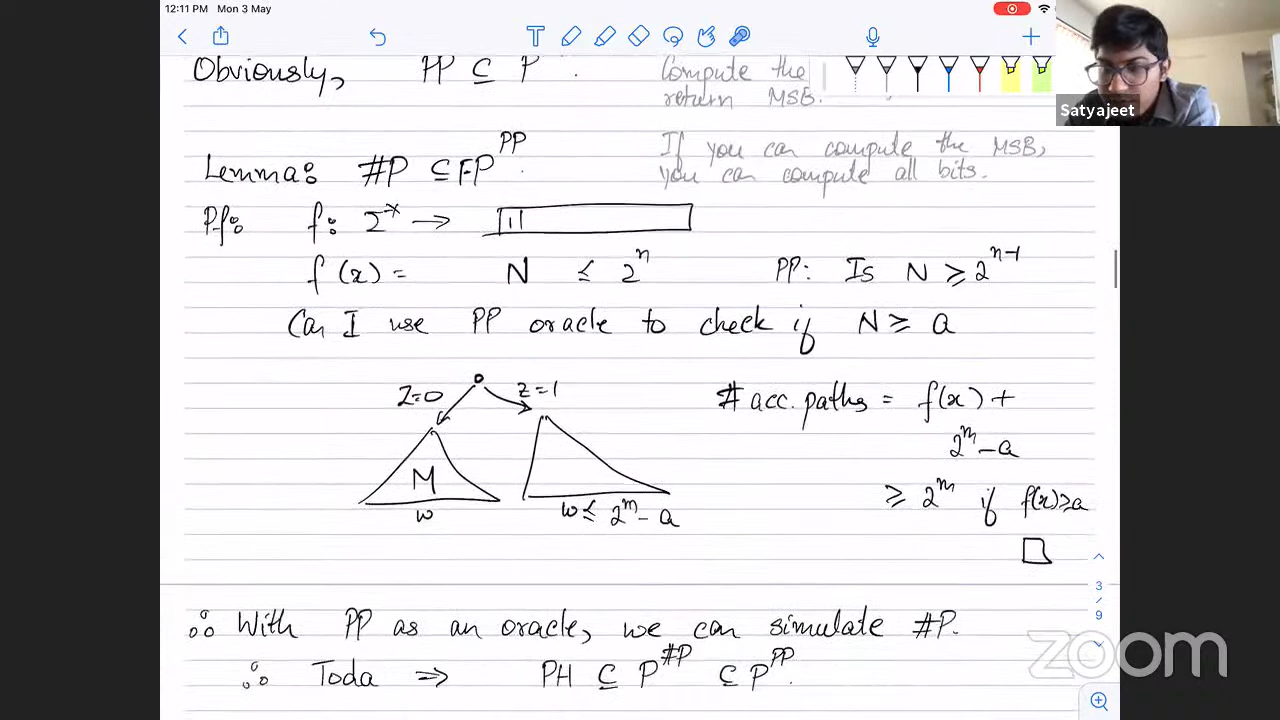 12:11 PM Mon 3 May
Obviously, PP ⊆ P
Compute the
return MSB.
Satyajeet
Lemma: #P ⊆ FP^PP.
If you can compute the MSB,
you can compute all bits.
Pf: f: Σ* →
f(x) = N ≤ 2^n PP: Is N ≥ 2^{n-1}
Can I use PP oracle to check if N ≥ a
Z=0 z=1
M
w w ≤ 2^m - a
# acc. paths = f(x) +
2^m - a
≥ 2^m if f(x) ≥ a
□
3
/
9
∴ With PP as an oracle, we can simulate #P.
∴ Toda ⇒ PH ⊆ P^#P ⊆ P^PP.
zoom